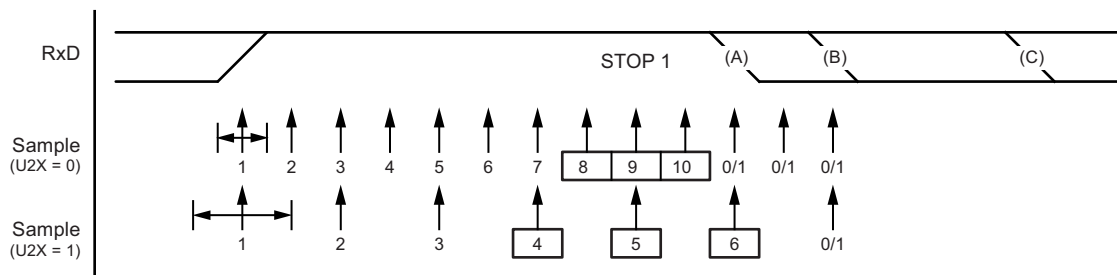 RxD STOP 1 (A) (B) (C)
Sample
(U2X = 0)
1 2 3 4 5 6 7 8 9 10 0/1 0/1 0/1
Sample
(U2X = 1)
1 2 3 4 5 6 0/1